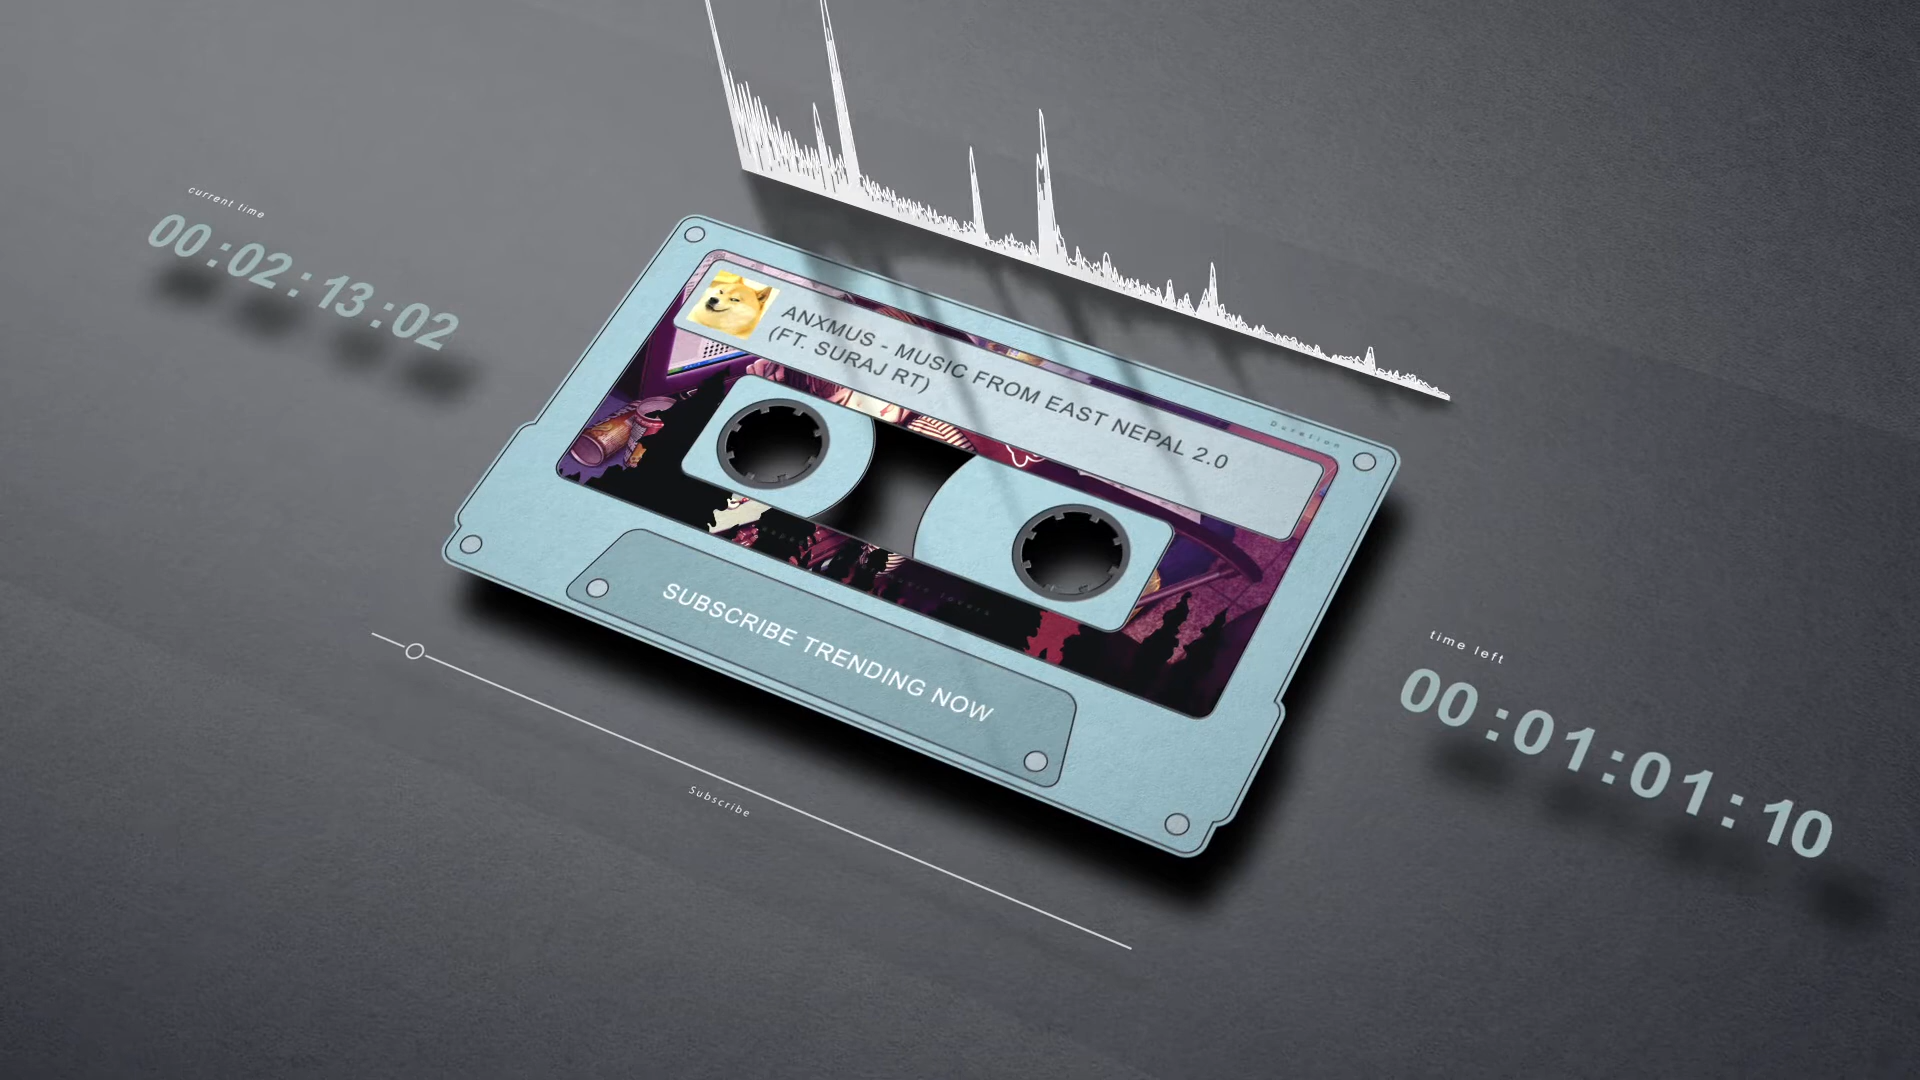 current time
00:02:13:02
ANXMUS - MUSIC FROM EAST NEPAL 2.0
(FT. SURAJ RT)
Duration
SUBSCRIBE TRENDING NOW
time left
00:01:01:10
Subscribe